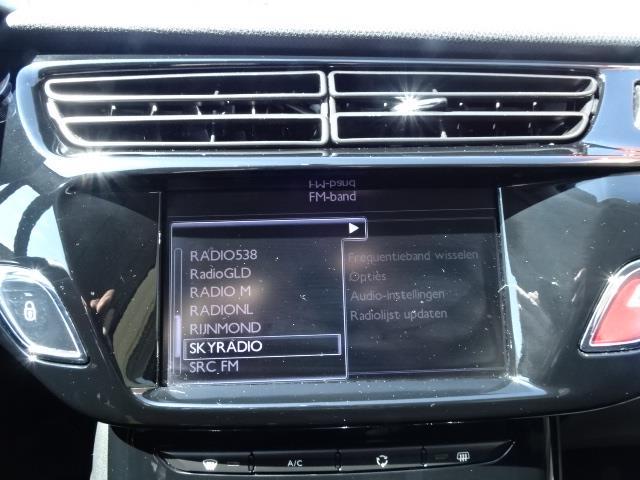 FM-band
RADIO538
RadioGLD
RADIO M
RADIONL
RIJNMOND
SKYRADIO
SRC FM
Frequentieband wisselen
Opties
Audio-instellingen
Radiolijst updaten
A/C